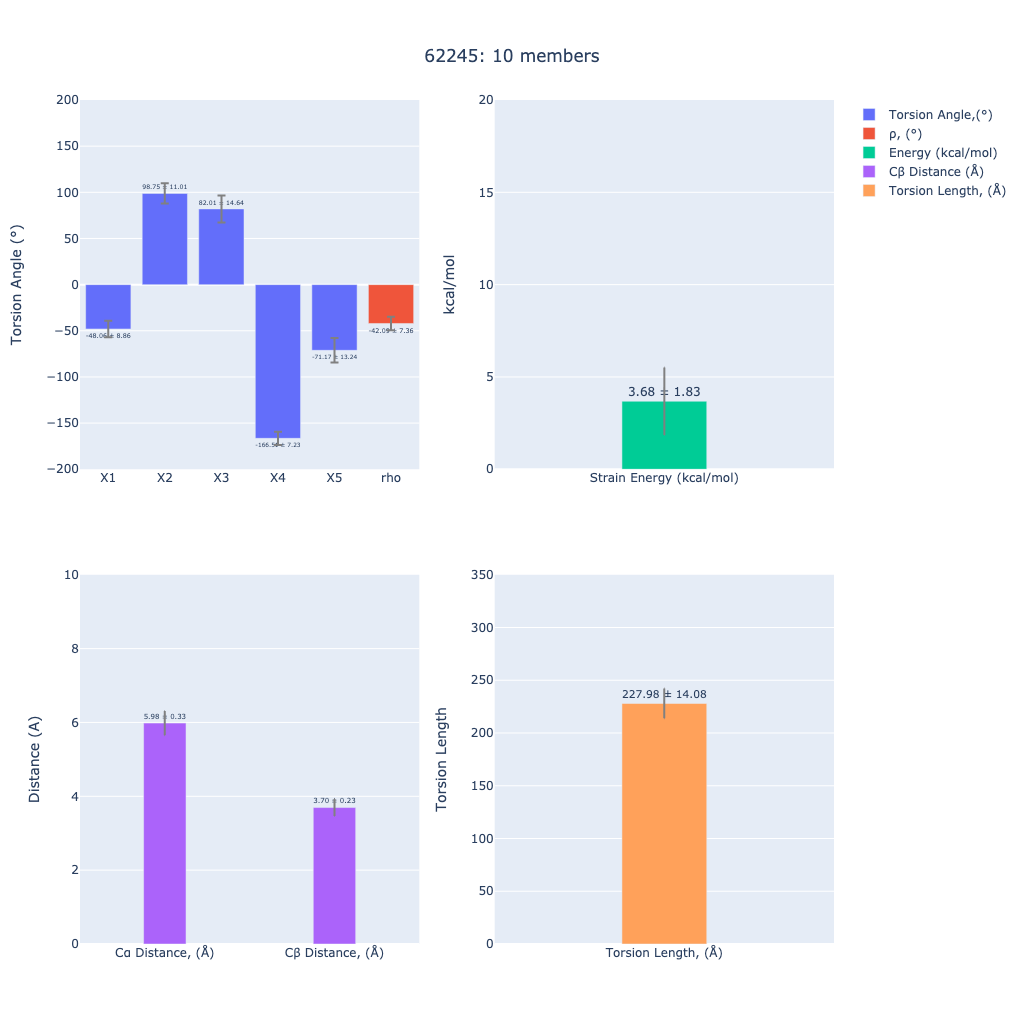 62245: 10 members
Torsion Angle (°)
200
150
100
50
0
−50
−100
−150
−200
98.75 ± 11.01
82.01 ± 14.64
± 8.86
-71.17 ± 13.24
± 7.36
± 7.23
X1 X2 X3 X4 X5 rho
kcal/mol
20
15
10
5
0
3.68 ± 1.83
Strain Energy (kcal/mol)
Torsion Angle,(°)
ρ, (°)
Energy (kcal/mol)
Cβ Distance (Å)
Torsion Length, (Å)
Distance (A)
10
8
6
4
2
0
5.98 ± 0.33
3.70 ± 0.23
Cα Distance, (Å) Cβ Distance, (Å)
Torsion Length
350
300
250
200
150
100
50
0
227.98 ± 14.08
Torsion Length, (Å)